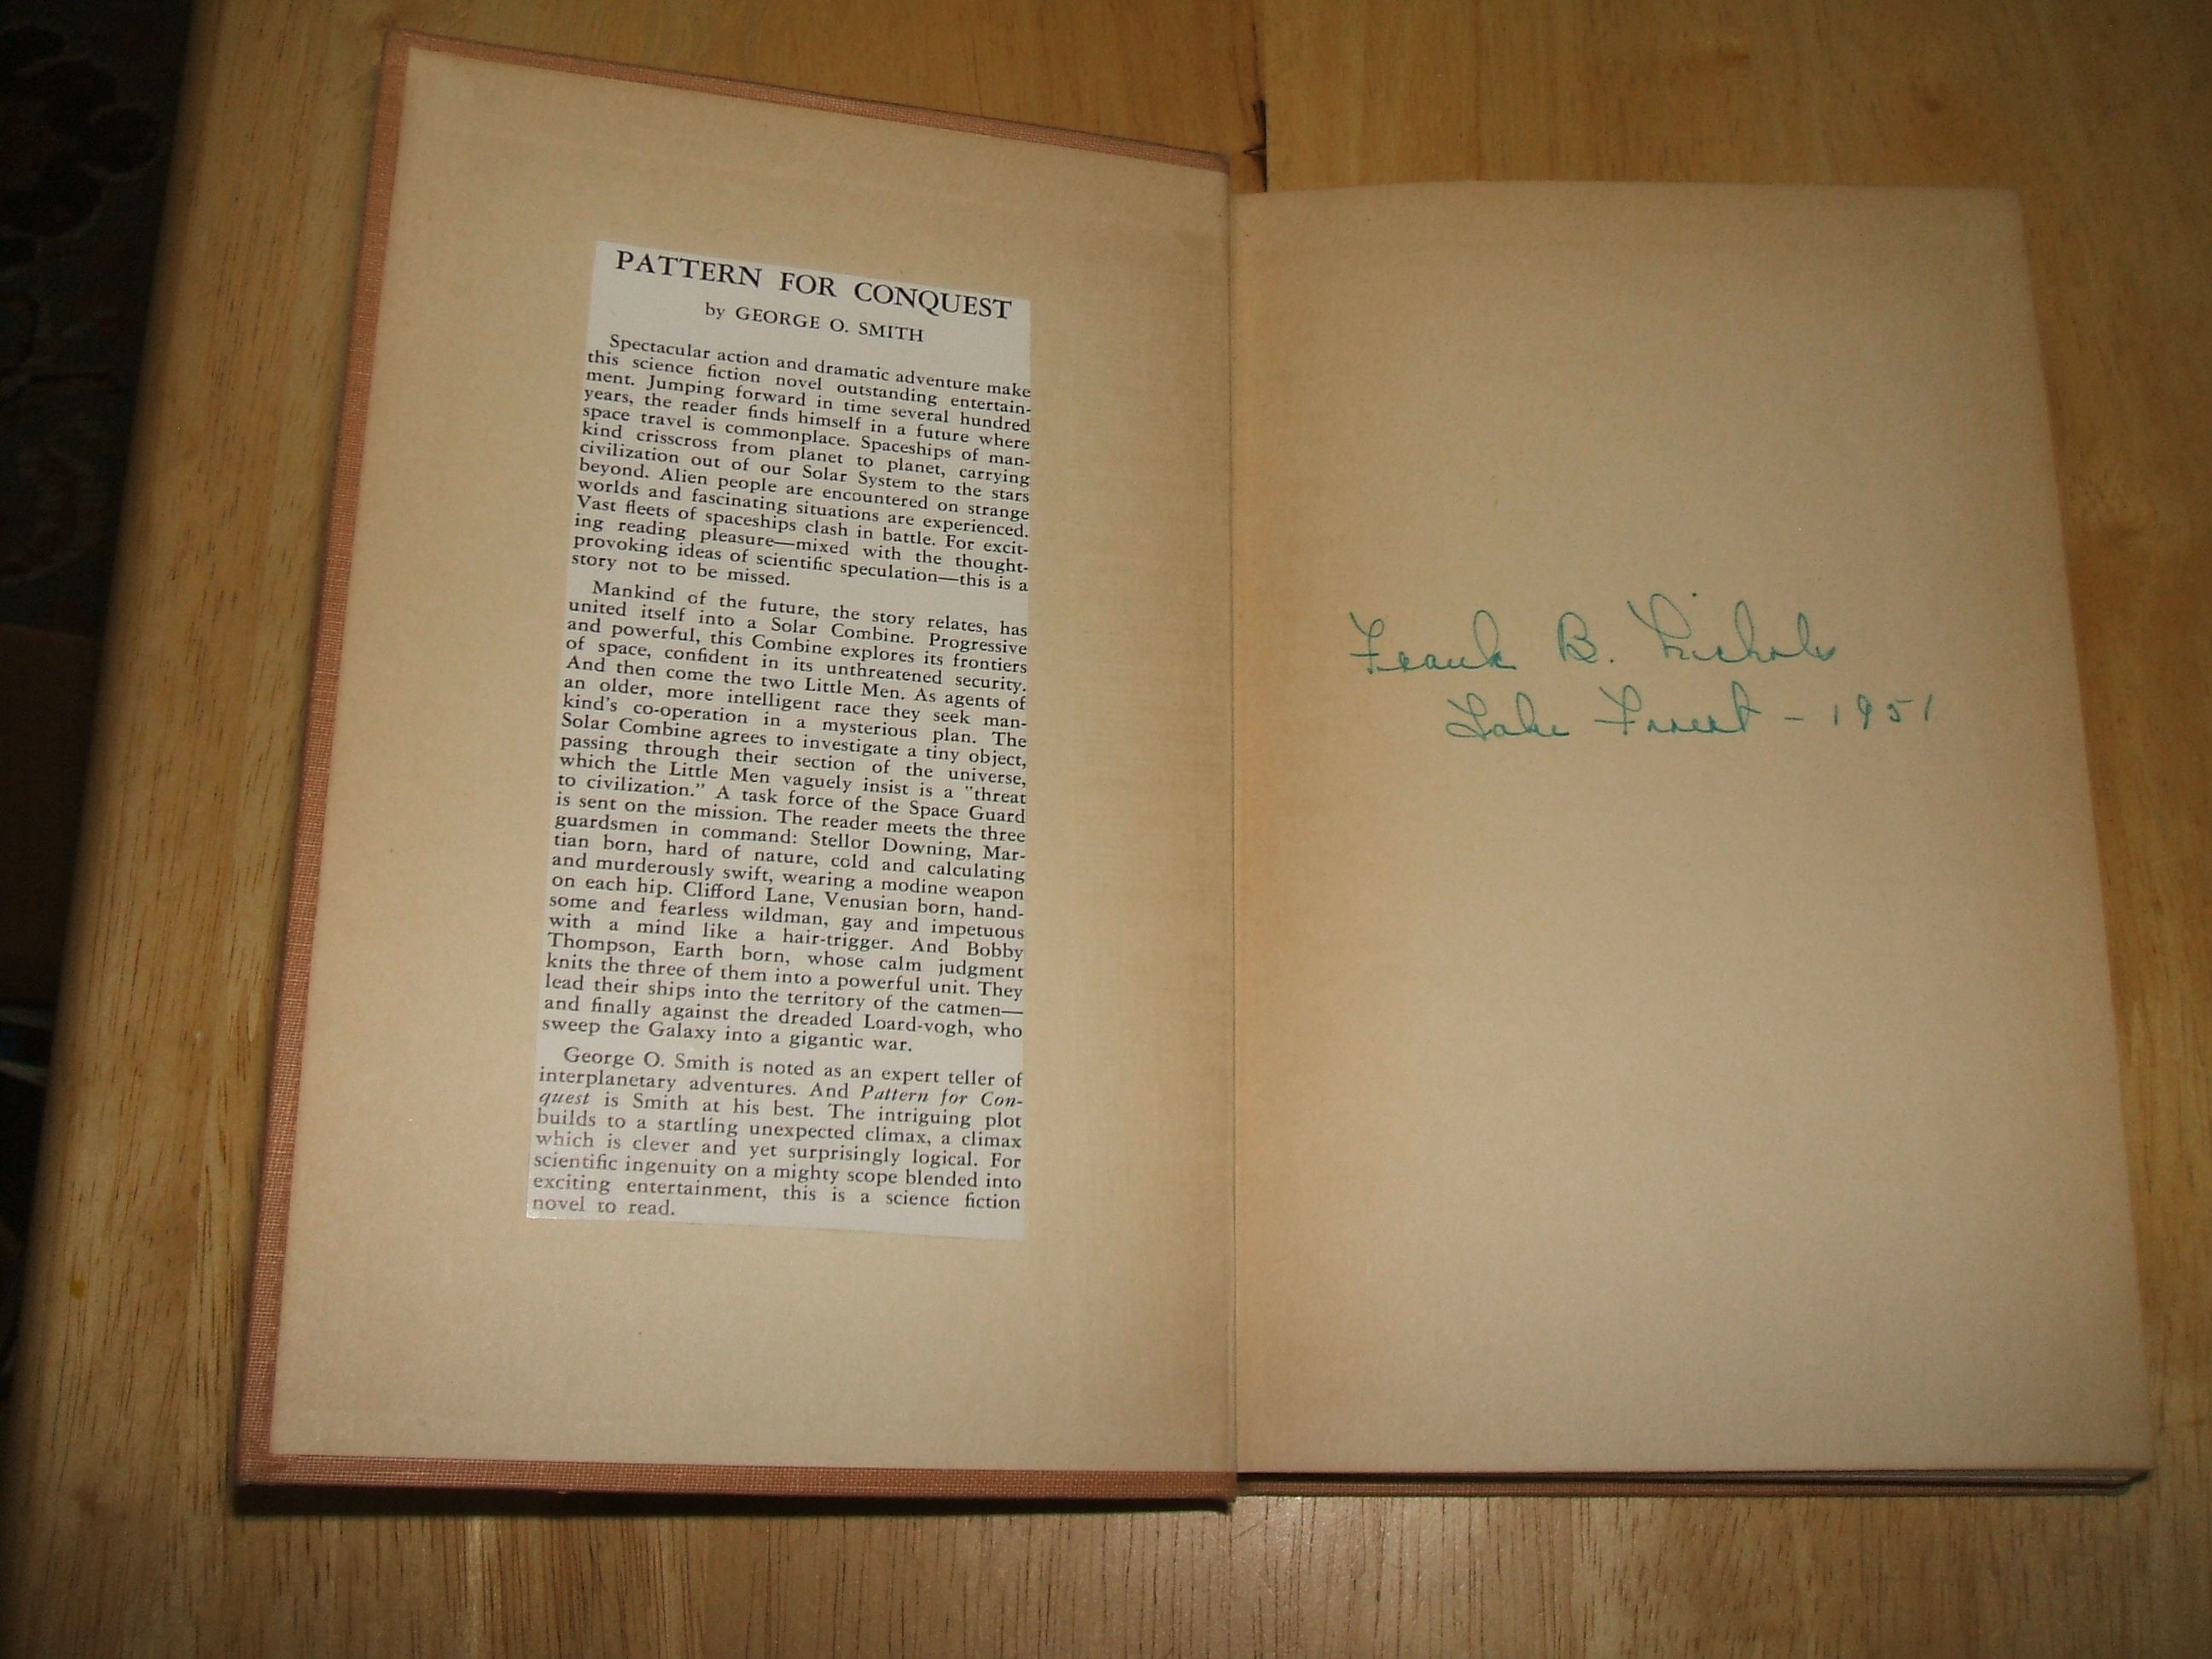 PATTERN FOR CONQUEST
by GEORGE O. SMITH
Spectacular action and dramatic adventure make
this science fiction novel outstanding entertain-
ment. Jumping forward in time several hundred
years, the reader finds himself in a future where
space travel is commonplace. Spaceships of man-
kind crisscross from planet to planet, carrying
civilization out of our Solar System to the stars
beyond. Alien people are encountered on strange
worlds and fascinating situations are experienced.
Vast fleets of spaceships clash in battle. For excit-
ing reading pleasure—mixed with the thought-
provoking ideas of scientific speculation—this is a
story not to be missed.
Mankind of the future, the story relates, has
united itself into a Solar Combine. Progressive
and powerful, this Combine explores its frontiers
of space, confident in its unthreatened security.
And then come the two Little Men. As agents of
an older, more intelligent race they seek man-
kind's co-operation in a mysterious plan. The
Solar Combine agrees to investigate a tiny object,
passing through their section of the universe,
which the Little Men vaguely insist is a "threat
to civilization." A task force of the Space Guard
is sent on the mission. The reader meets the three
guardsmen in command: Stellor Downing, Mar-
tian born, hard of nature, cold and calculating
and murderously swift, wearing a modine weapon
on each hip. Clifford Lane, Venusian born, hand-
some and fearless wildman, gay and impetuous
with a mind like a hair-trigger. And Bobby
Thompson, Earth born, whose calm judgment
knits the three of them into a powerful unit. They
lead their ships into the territory of the catmen—
and finally against the dreaded Loard-vogh, who
sweep the Galaxy into a gigantic war.
George O. Smith is noted as an expert teller of
interplanetary adventures. And Pattern for Con-
quest is Smith at his best. The intriguing plot
builds to a startling unexpected climax, a climax
which is clever and yet surprisingly logical. For
scientific ingenuity on a mighty scope blended into
exciting entertainment, this is a science fiction
novel to read.
Frank B. Nichols
Lake Forest - 1951